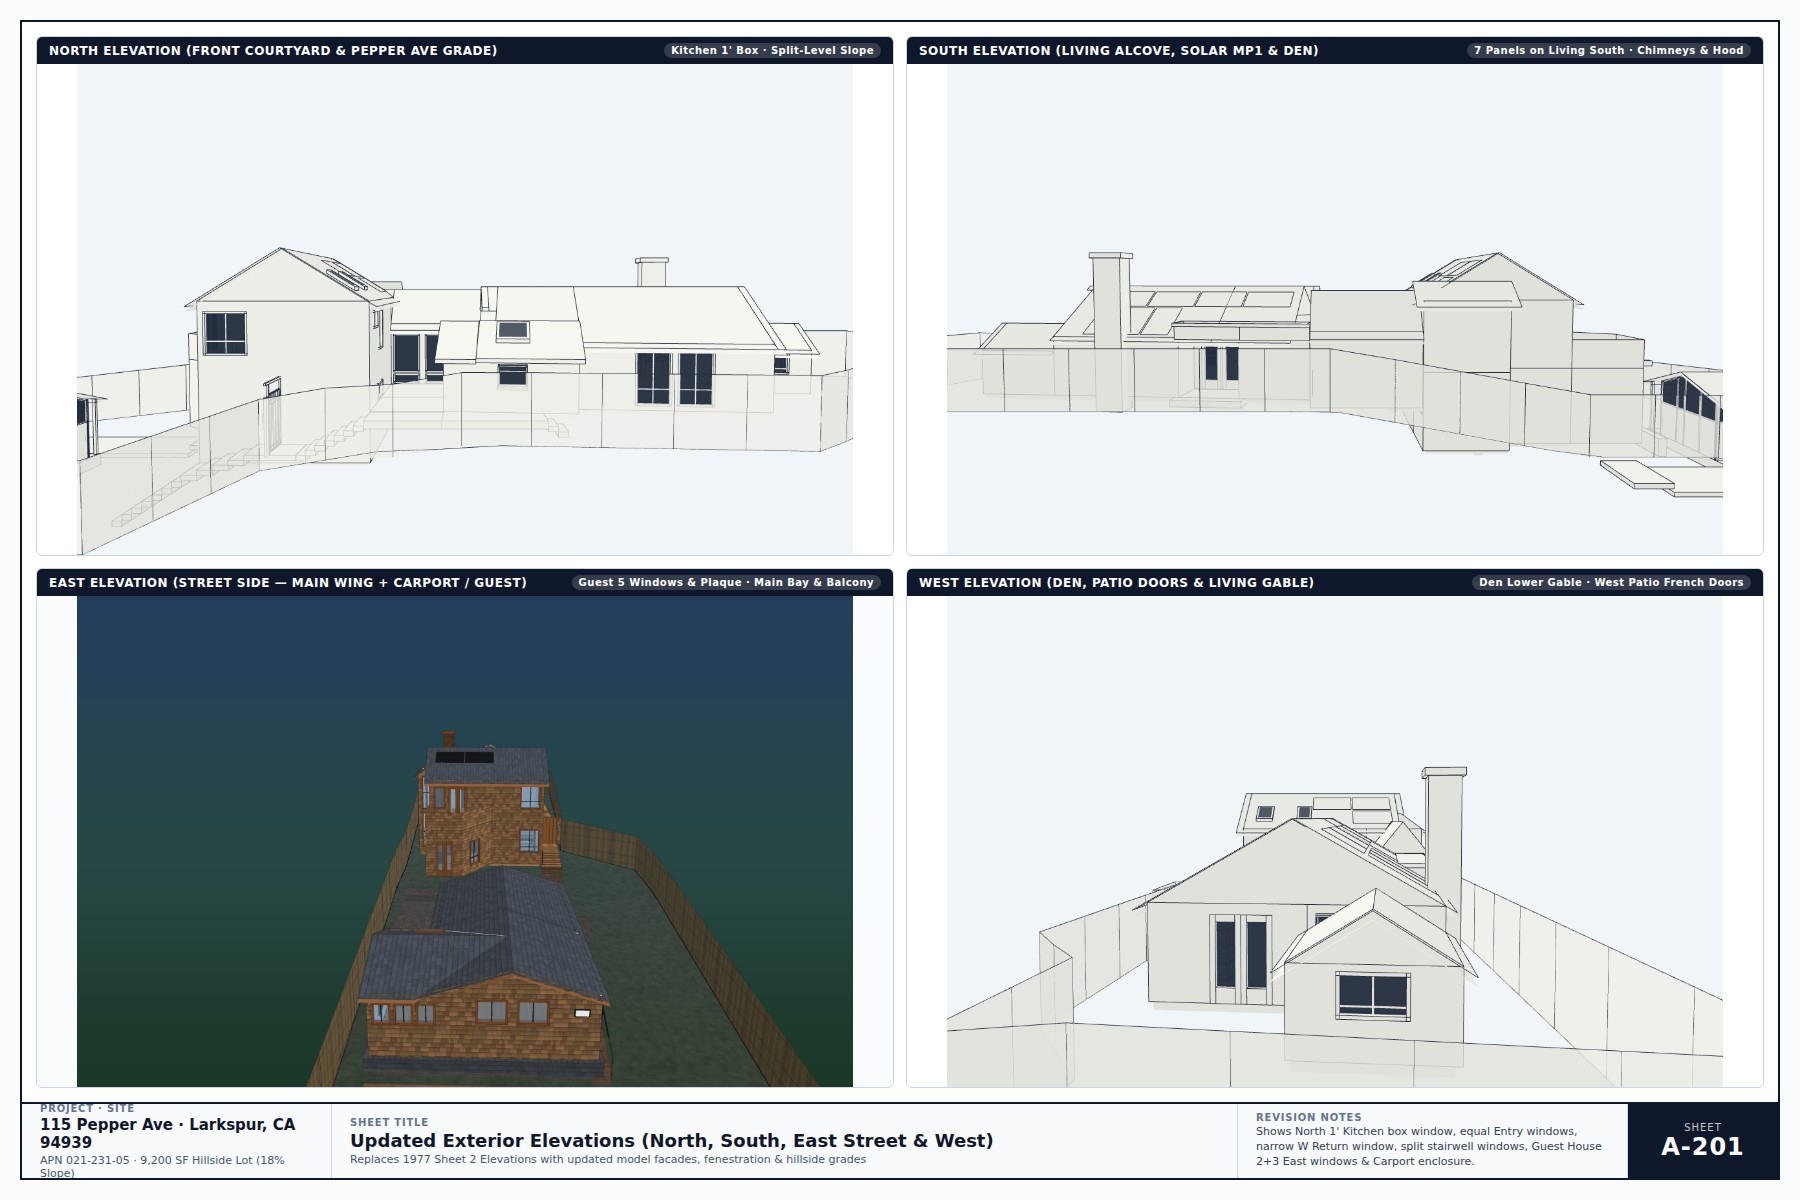 NORTH ELEVATION (FRONT COURTYARD & PEPPER AVE GRADE)
Kitchen 1' Box · Split-Level Slope
SOUTH ELEVATION (LIVING ALCOVE, SOLAR MP1 & DEN)
7 Panels on Living South · Chimneys & Hood
EAST ELEVATION (STREET SIDE — MAIN WING + CARPORT / GUEST)
Guest 5 Windows & Plaque · Main Bay & Balcony
WEST ELEVATION (DEN, PATIO DOORS & LIVING GABLE)
Den Lower Gable · West Patio French Doors
PROJECT · SITE
115 Pepper Ave · Larkspur, CA
94939
APN 021-231-05 · 9,200 SF Hillside Lot (18%
Slope)
SHEET TITLE
Updated Exterior Elevations (North, South, East Street & West)
Replaces 1977 Sheet 2 Elevations with updated model facades, fenestration & hillside grades
REVISION NOTES
Shows North 1' Kitchen box window, equal Entry windows,
narrow W Return window, split stairwell windows, Guest House
2+3 East windows & Carport enclosure.
SHEET
A-201